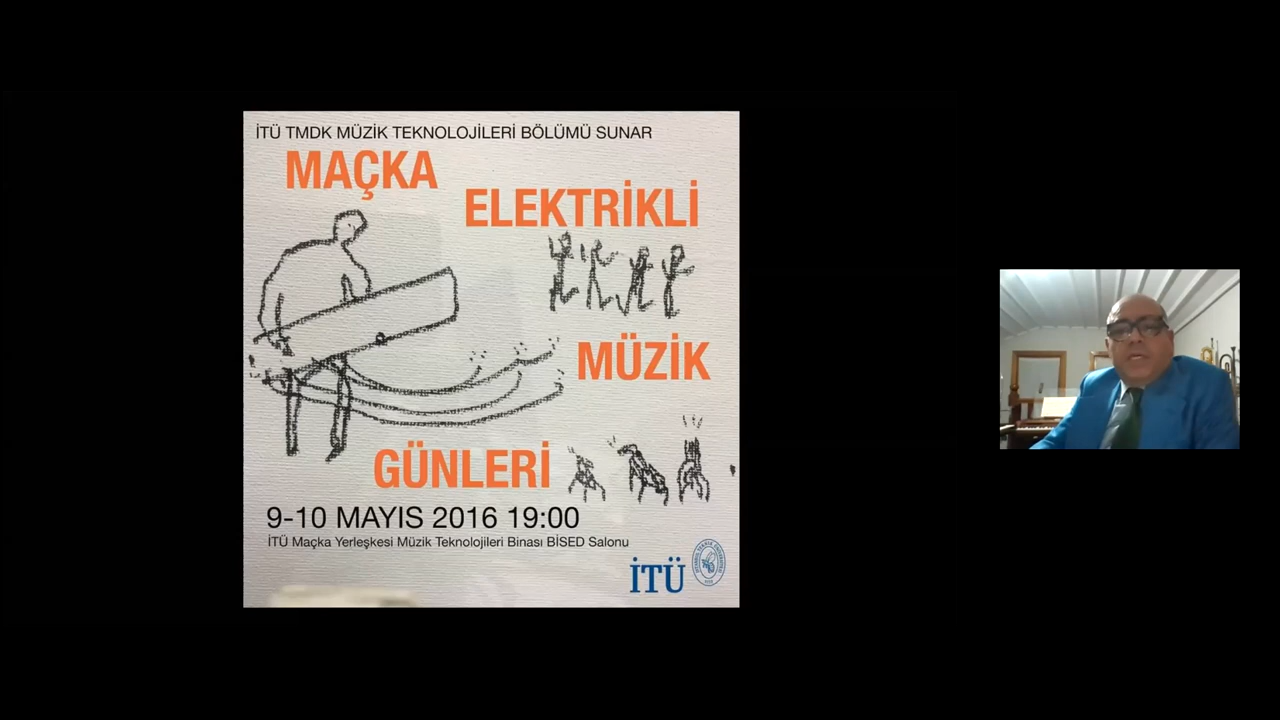 İTÜ TMDK MÜZİK TEKNOLOJİLERİ BÖLÜMÜ SUNAR
MAÇKA
ELEKTRİKLİ
MÜZİK
GÜNLERİ
9-10 MAYIS 2016 19:00
İTÜ Maçka Yerleşkesi Müzik Teknolojileri Binası BİSED Salonu
İTÜ